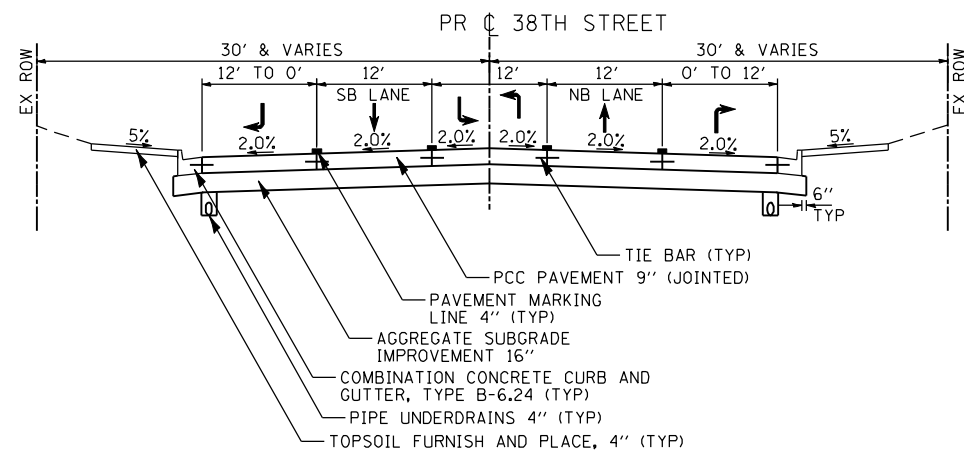 PR ℄ 38TH STREET
30' & VARIES 30' & VARIES
12' TO 0' 12' 12' 12' 0' TO 12'
EX ROW SB LANE NB LANE EX ROW
5% 2.0% 2.0% 2.0% 2.0% 2.0% 2.0% 5%
6"
TYP
TIE BAR (TYP)
PCC PAVEMENT 9" (JOINTED)
PAVEMENT MARKING
LINE 4" (TYP)
AGGREGATE SUBGRADE
IMPROVEMENT 16"
COMBINATION CONCRETE CURB AND
GUTTER, TYPE B-6.24 (TYP)
PIPE UNDERDRAINS 4" (TYP)
TOPSOIL FURNISH AND PLACE, 4" (TYP)